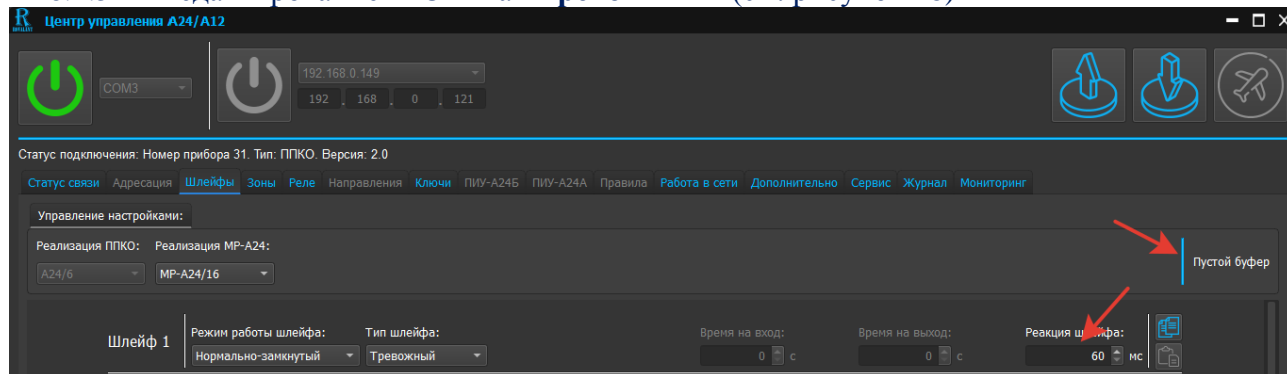 Центр управления A24/A12
COM3
192.168.0.149
192 . 168 . 0 . 121
Статус подключения: Номер прибора 31. Тип: ППКО. Версия: 2.0
Статус связи Адресация Шлейфы Зоны Реле Направления Ключи ПИУ-А24Б ПИУ-А24А Правила Работа в сети Дополнительно Сервис Журнал Мониторинг
Управление настройками:
Реализация ППКО: Реализация МР-А24:
A24/6 МР-А24/16 Пустой буфер
Шлейф 1
Режим работы шлейфа: Тип шлейфа: Время на вход: Время на выход: Реакция шлейфа:
Нормально-замкнутый Тревожный 0 с 0 с 60 мс